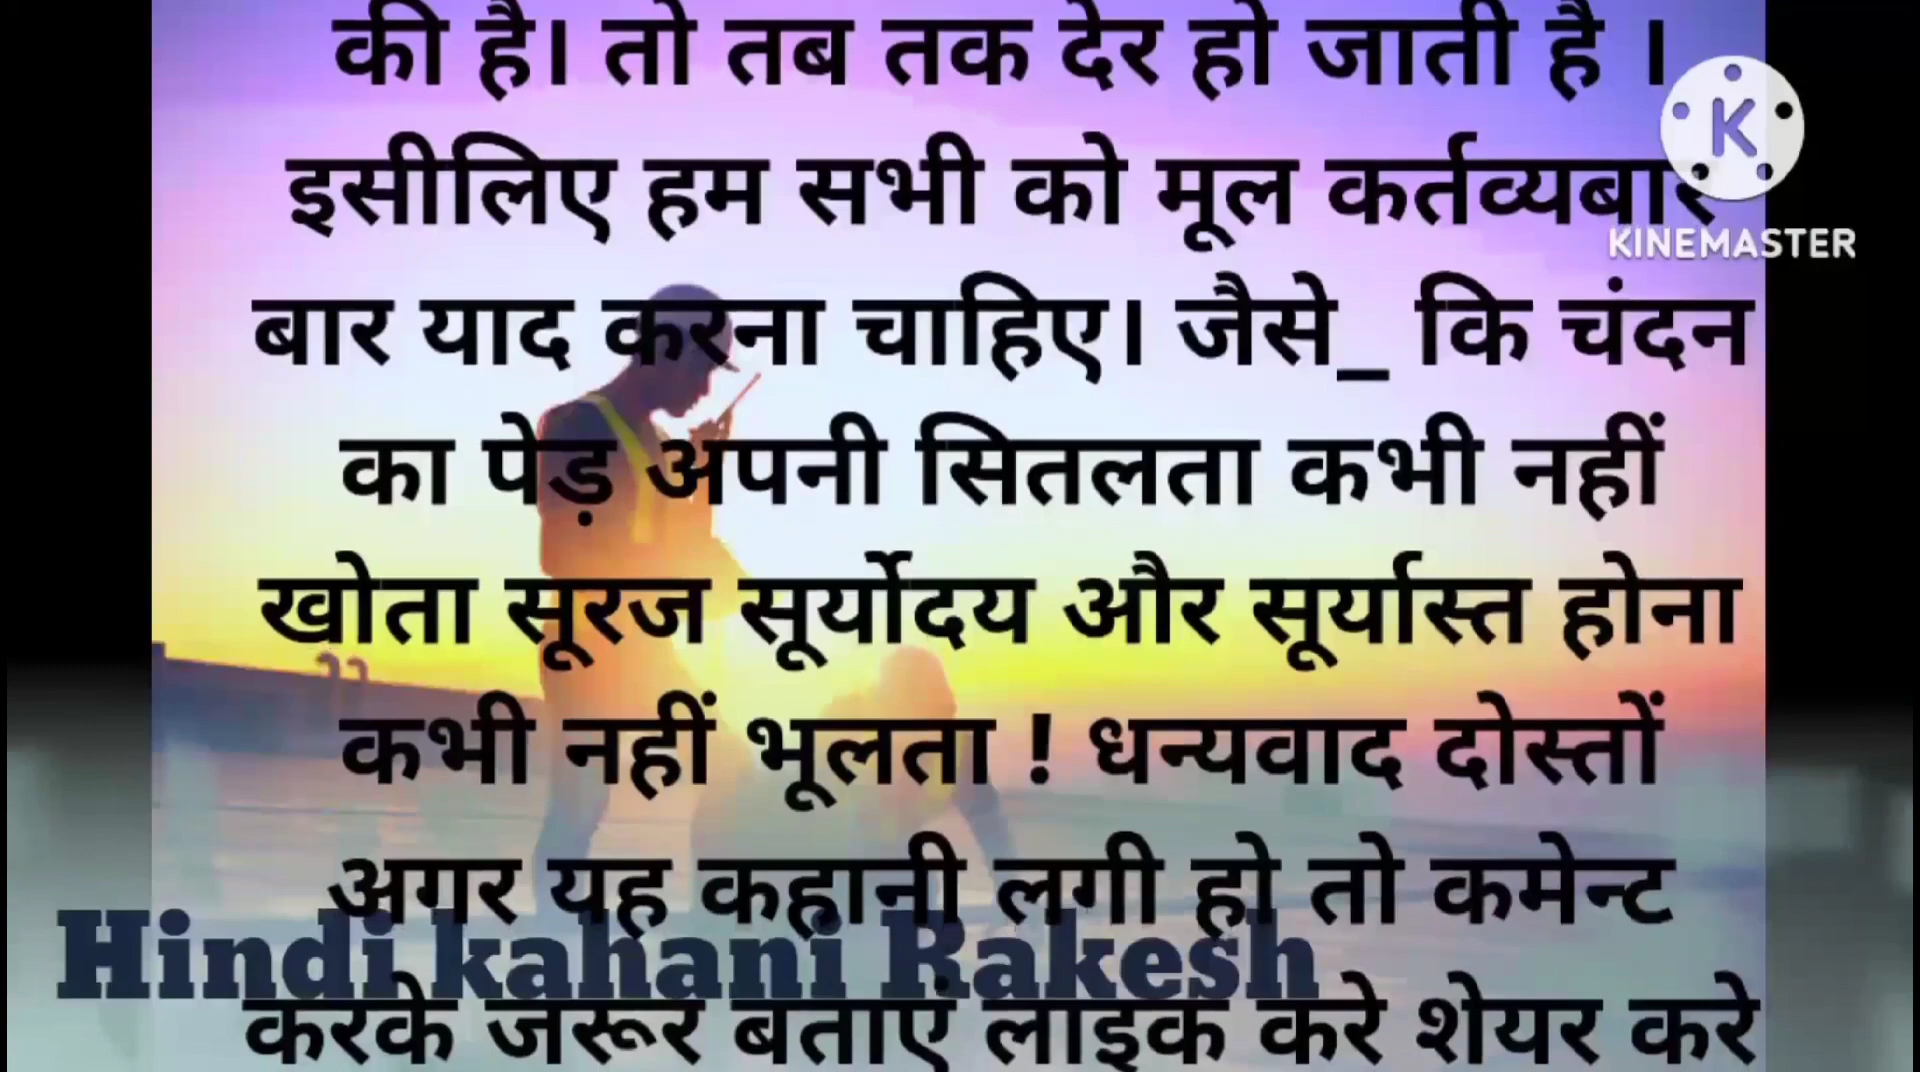 की है। तो तब तक देर हो जाती है ।
K
इसीलिए हम सभी को मूल कर्तव्यबार
KINEMASTER
बार याद करना चाहिए। जैसे_ कि चंदन
का पेड़ अपनी सितलता कभी नहीं
खोता सूरज सूर्योदय और सूर्यास्त होना
कभी नहीं भूलता ! धन्यवाद दोस्तों
अगर यह कहानी लगी हो तो कमेन्ट
Hindi kahani Rakesh
करके जरूर बताएं लाइक करे शेयर करे